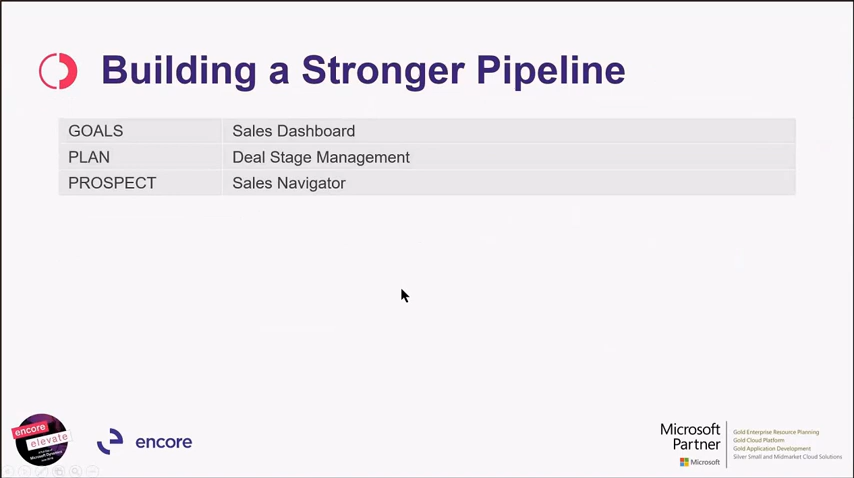 Building a Stronger Pipeline
GOALS Sales Dashboard
PLAN Deal Stage Management
PROSPECT Sales Navigator
encore
elevate
encore
Microsoft
Partner
Microsoft
Gold Enterprise Resource Planning
Gold Cloud Platform
Gold Application Development
Silver Small and Midmarket Cloud Solutions